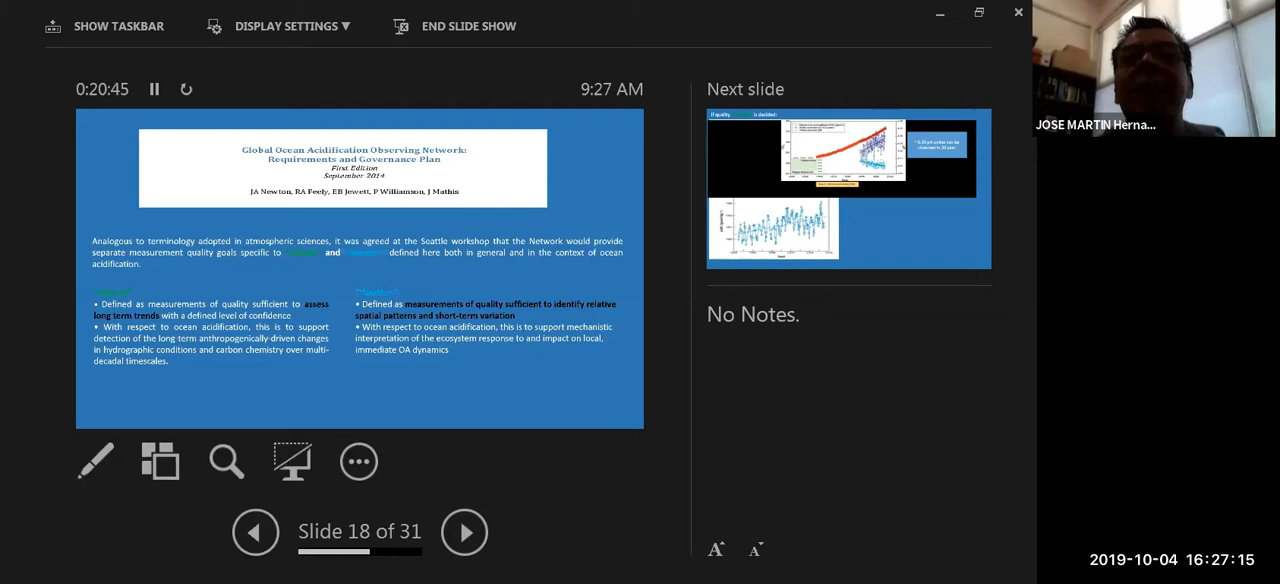 SHOW TASKBAR
DISPLAY SETTINGS ▼
END SLIDE SHOW
0:20:45
9:27 AM
Global Ocean Acidification Observing Network:
Requirements and Governance Plan
First Edition
September 2014
JA Newton, RA Feely, EB Jewett, P Williamson, J Mathis
Analogous to terminology adopted in atmospheric sciences, it was agreed at the Seattle workshop that the Network would provide
separate measurement quality goals specific to and defined here both in general and in the context of ocean
acidification.
• Defined as measurements of quality sufficient to assess
long term trends with a defined level of confidence
• With respect to ocean acidification, this is to support
detection of the long-term anthropogenically-driven changes
in hydrographic conditions and carbon chemistry over multi-
decadal timescales.
• Defined as measurements of quality sufficient to identify relative
spatial patterns and short-term variation
• With respect to ocean acidification, this is to support mechanistic
interpretation of the ecosystem response to and impact on local,
immediate OA dynamics
Slide 18 of 31
Next slide
If quality is decided:
No Notes.
A
A
JOSE MARTIN Herna...
2019-10-04 16:27:15